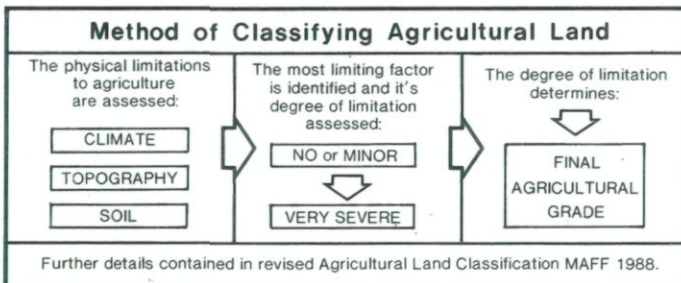 Method of Classifying Agricultural Land
The physical limitations
to agriculture
are assessed:
CLIMATE
TOPOGRAPHY
SOIL
The most limiting factor
is identified and it's
degree of limitation
assessed:
NO or MINOR
VERY SEVERE
The degree of limitation
determines:
FINAL
AGRICULTURAL
GRADE
Further details contained in revised Agricultural Land Classification MAFF 1988.